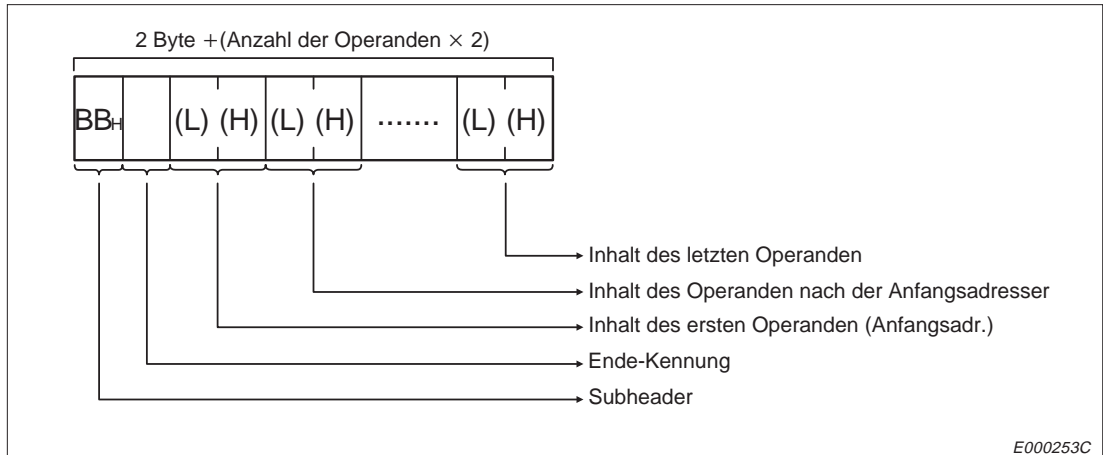 2 Byte +(Anzahl der Operanden × 2)
BBH (L) (H) (L) (H) ....... (L) (H)
Inhalt des letzten Operanden
Inhalt des Operanden nach der Anfangsadresser
Inhalt des ersten Operanden (Anfangsadr.)
Ende-Kennung
Subheader
E000253C